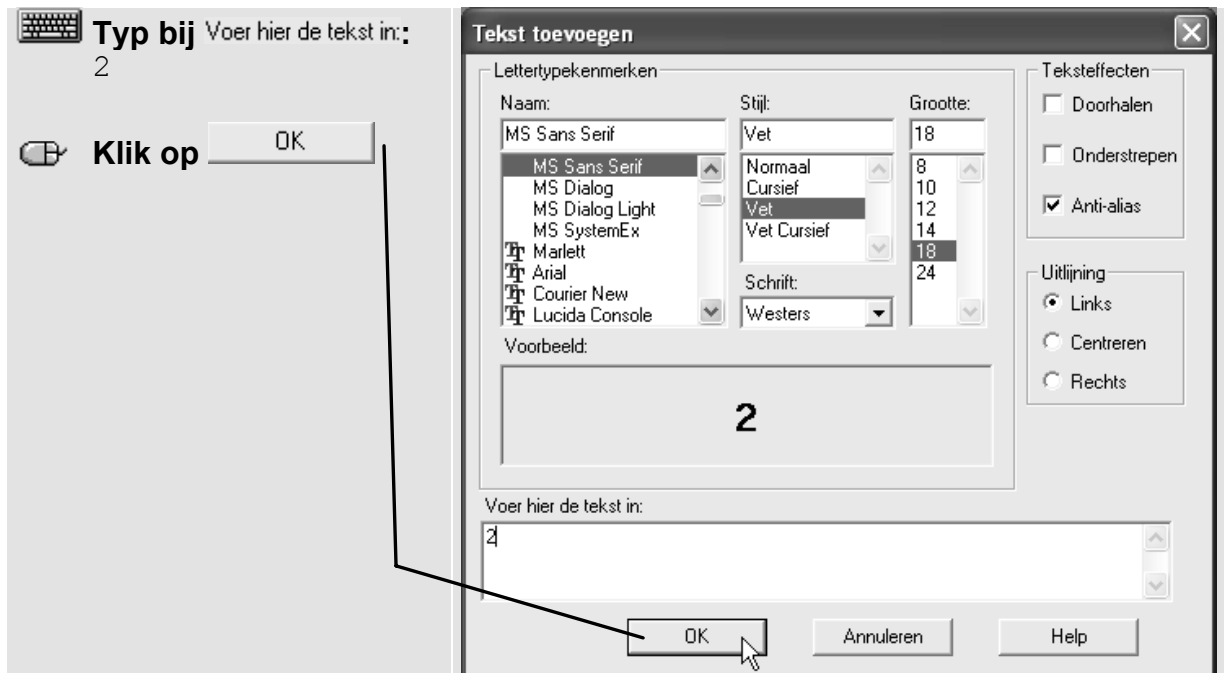 Typ bij Voer hier de tekst in::
2
Klik op OK
Tekst toevoegen
Lettertypekenmerken
Naam:
MS Sans Serif
MS Sans Serif
MS Dialog
MS Dialog Light
MS SystemEx
Marlett
Arial
Courier New
Lucida Console
Stijl:
Vet
Normaal
Cursief
Vet
Vet Cursief
Schrift:
Westers
Grootte:
18
8
10
12
14
18
24
Voorbeeld:
2
Teksteffecten
Doorhalen
Onderstrepen
Anti-alias
Uitlijning
Links
Centreren
Rechts
Voer hier de tekst in:
2
OK Annuleren Help